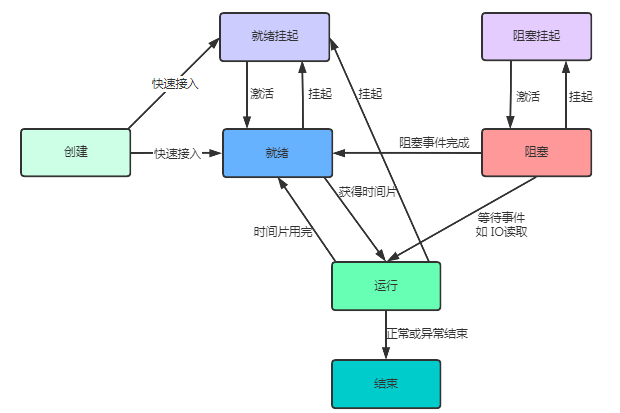 就绪挂起
阻塞挂起
快速接入
激活
挂起
挂起
激活
挂起
创建
快速接入
就绪
阻塞事件完成
阻塞
获得时间片
时间片用完
等待事件
如 IO读取
运行
正常或异常结束
结束